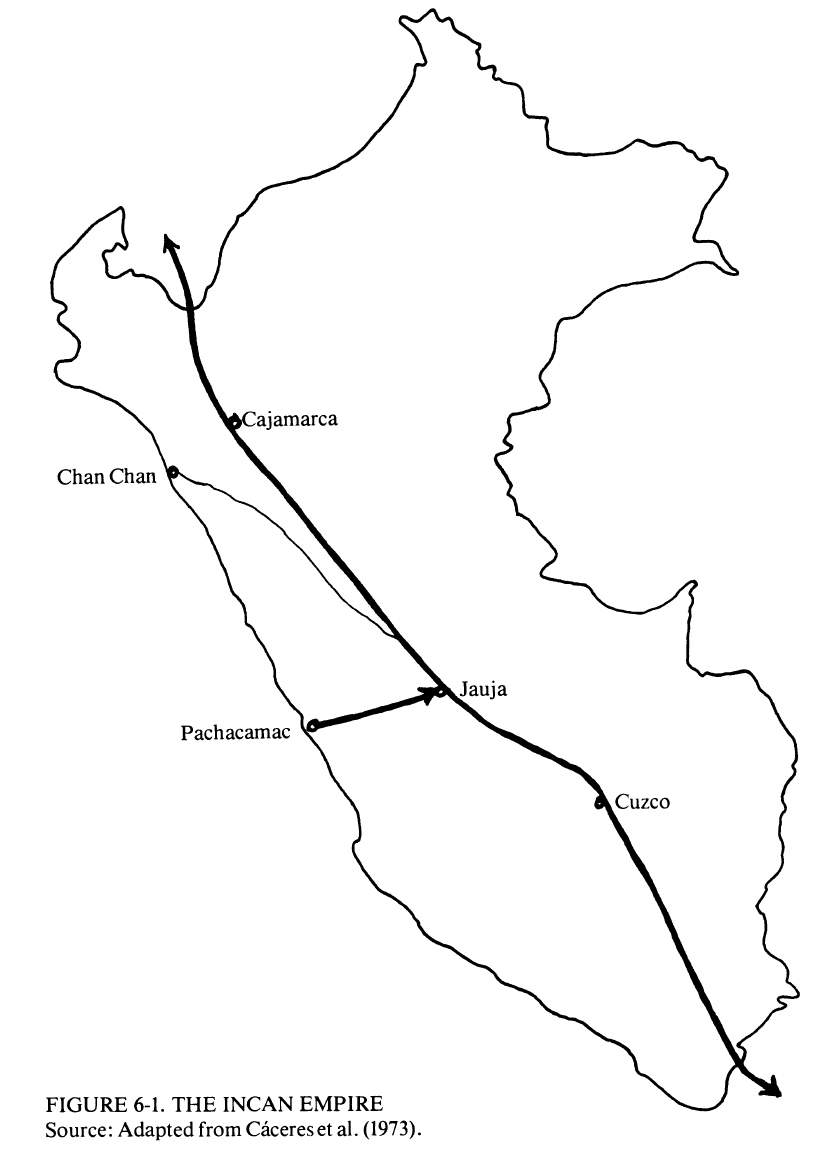 Cajamarca
Chan Chan
Jauja
Pachacamac
Cuzco
FIGURE 6-1. THE INCAN EMPIRE
Source: Adapted from Cáceres et al. (1973).